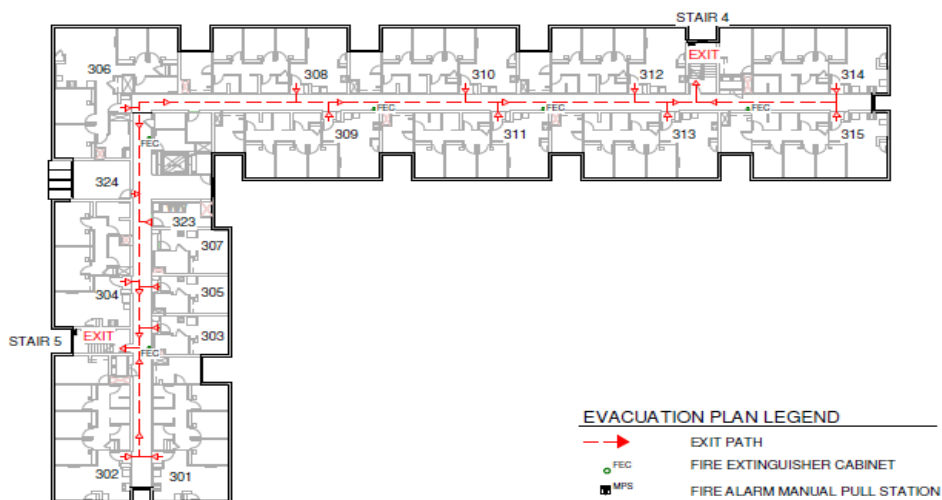 STAIR 4
EXIT
306
308
310
312
314
FEC
FEC
FEC
309
311
313
315
FEC
324
323
307
304
305
303
STAIR 5
EXIT
FEC
302
301
EVACUATION PLAN LEGEND
EXIT PATH
FEC
FIRE EXTINGUISHER CABINET
MPS
FIRE ALARM MANUAL PULL STATION